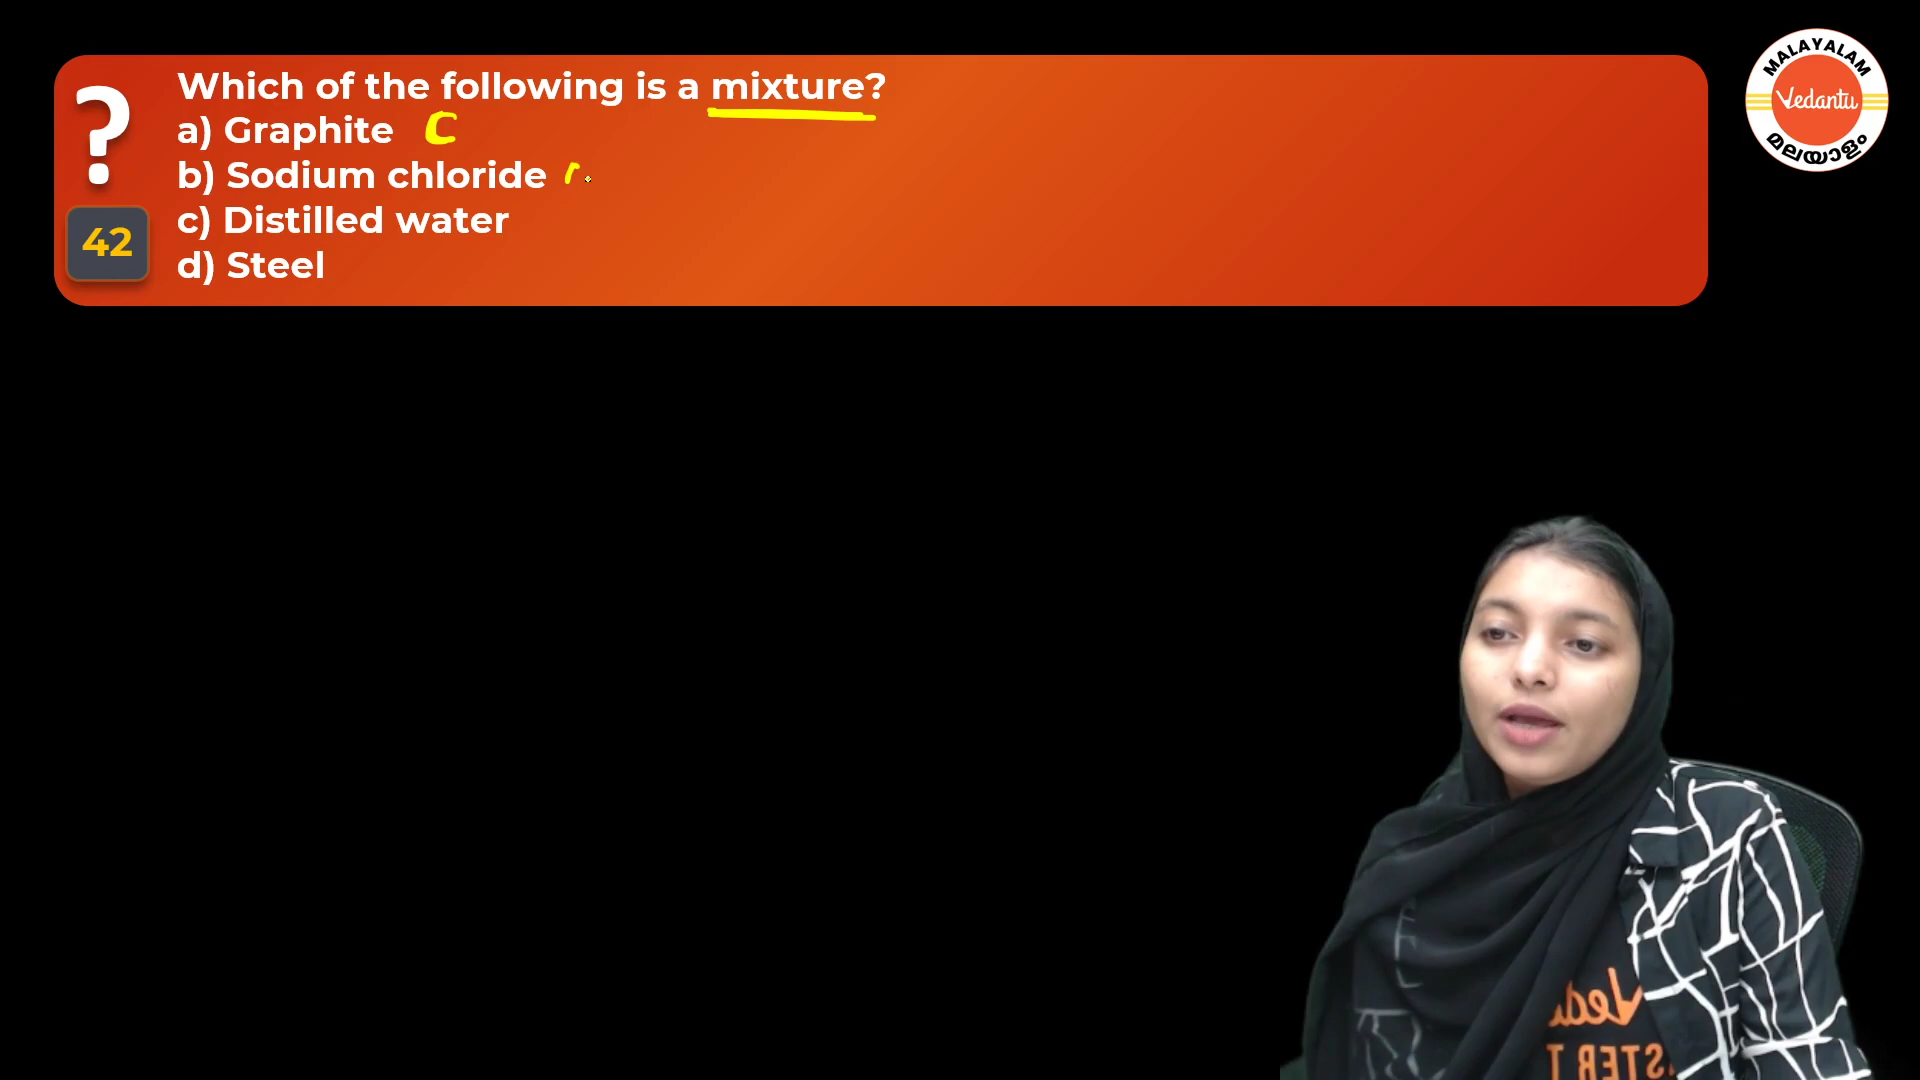 Which of the following is a mixture?
a) Graphite C
b) Sodium chloride
c) Distilled water
d) Steel
?
42
MALAYALAM
Vedantu
മലയാളം